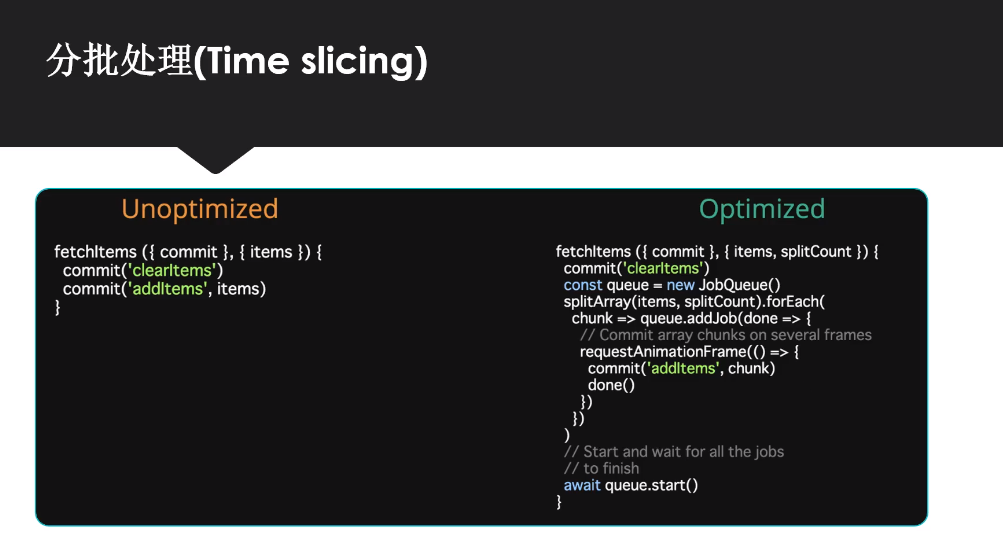 分批处理(Time slicing)
Unoptimized
fetchItems ({ commit }, { items }) {
commit('clearItems')
commit('addItems', items)
}
Optimized
fetchItems ({ commit }, { items, splitCount }) {
commit('clearItems')
const queue = new JobQueue()
splitArray(items, splitCount).forEach(
chunk => queue.addJob(done => {
// Commit array chunks on several frames
requestAnimationFrame(() => {
commit('addItems', chunk)
done()
})
})
)
// Start and wait for all the jobs
// to finish
await queue.start()
}